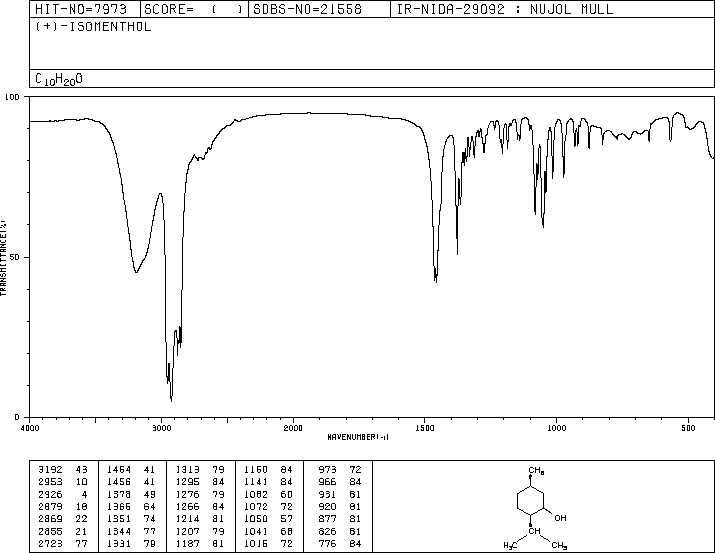 HIT-NO=7973 SCORE= ( ) SDBS-NO=21558 IR-NIDA-29092 : NUJOL MULL
(+)-ISOMENTHOL
C10H20O
100
50
0
TRANSMITTANCE(%)
4000 3000 2000 1500 1000 500
WAVENUMBER(-1)
3192 43 1464 41 1313 79 1160 84 973 72
2953 10 1456 41 1295 84 1141 84 966 84
2926 4 1378 49 1276 79 1082 60 931 81
2879 18 1366 64 1266 84 1072 72 920 81
2869 22 1351 74 1214 81 1050 57 877 81
2855 21 1344 77 1207 79 1041 68 826 81
2723 77 1331 79 1187 81 1016 72 776 84
CH3
OH
CH
H3C CH3